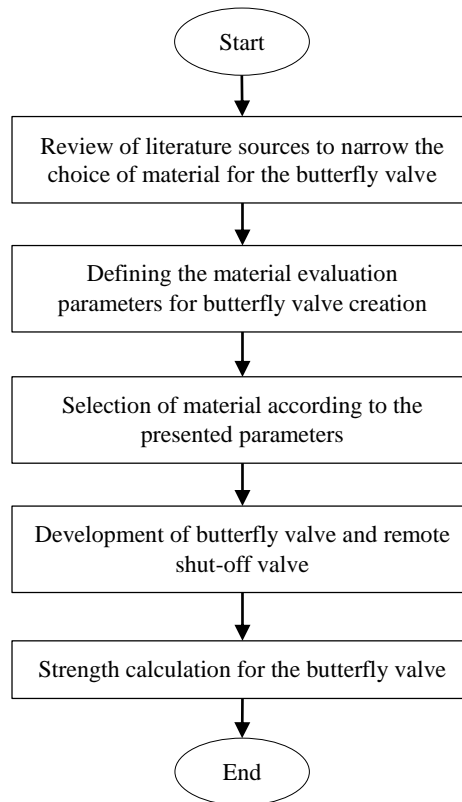 Start
Review of literature sources to narrow the
choice of material for the butterfly valve
Defining the material evaluation
parameters for butterfly valve creation
Selection of material according to the
presented parameters
Development of butterfly valve and remote
shut-off valve
Strength calculation for the butterfly valve
End